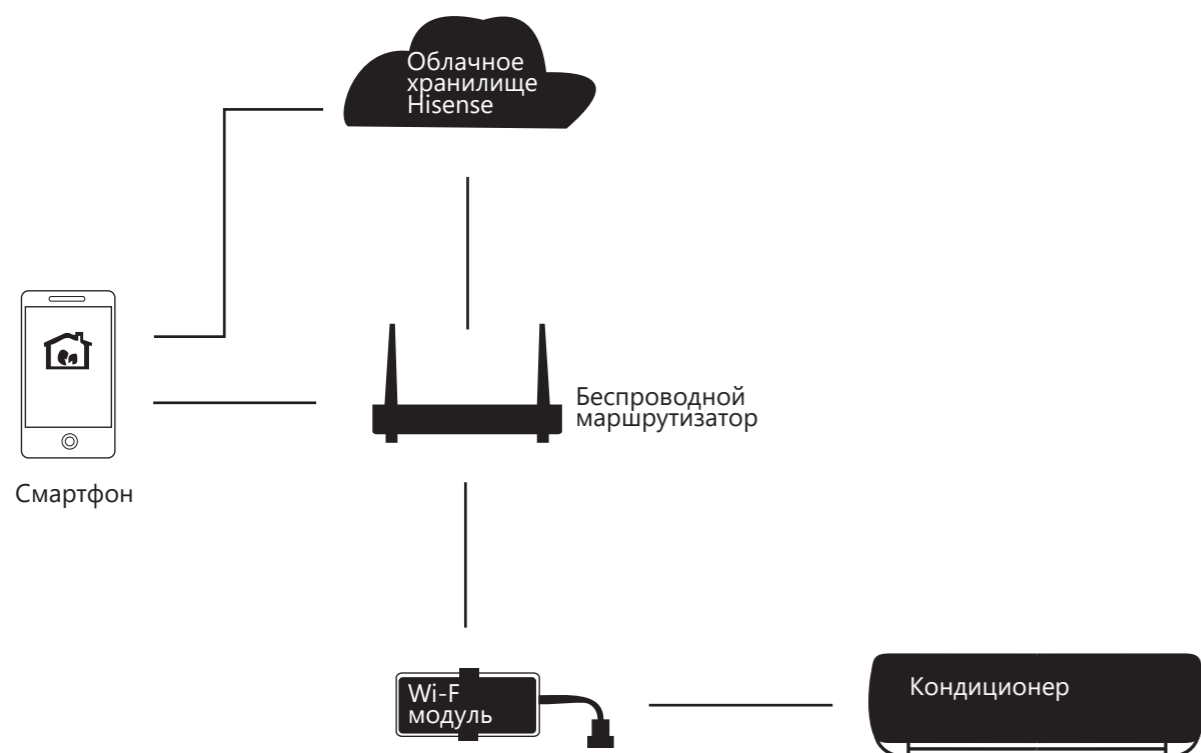 Облачное
хранилище
Hisense
Беспроводной
маршрутизатор
Смартфон
Wi-F
модуль
Кондиционер